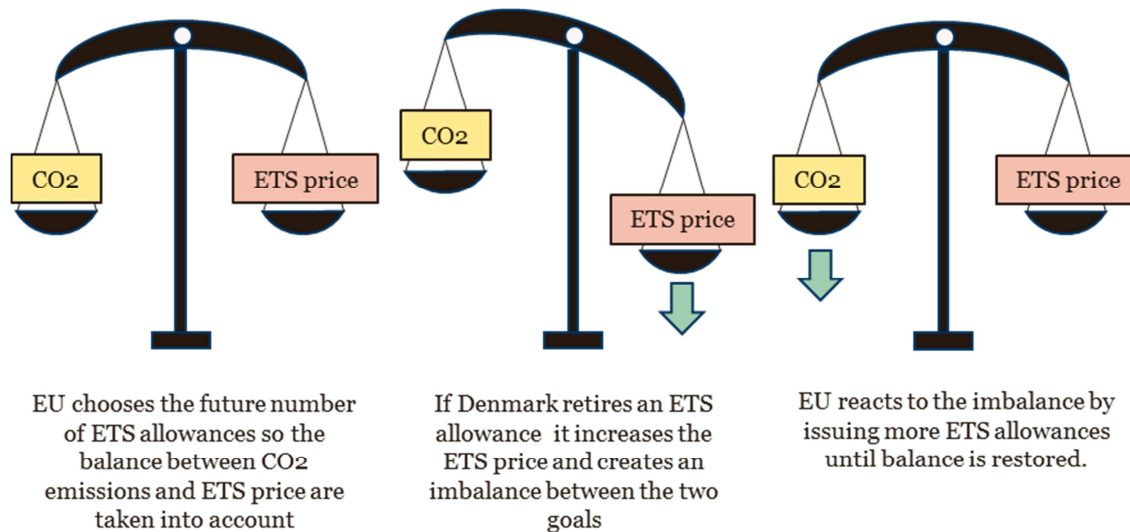 CO2
ETS price
CO2
ETS price
CO2
ETS price
EU chooses the future number
of ETS allowances so the
balance between CO2
emissions and ETS price are
taken into account
If Denmark retires an ETS
allowance it increases the
ETS price and creates an
imbalance between the two
goals
EU reacts to the imbalance by
issuing more ETS allowances
until balance is restored.